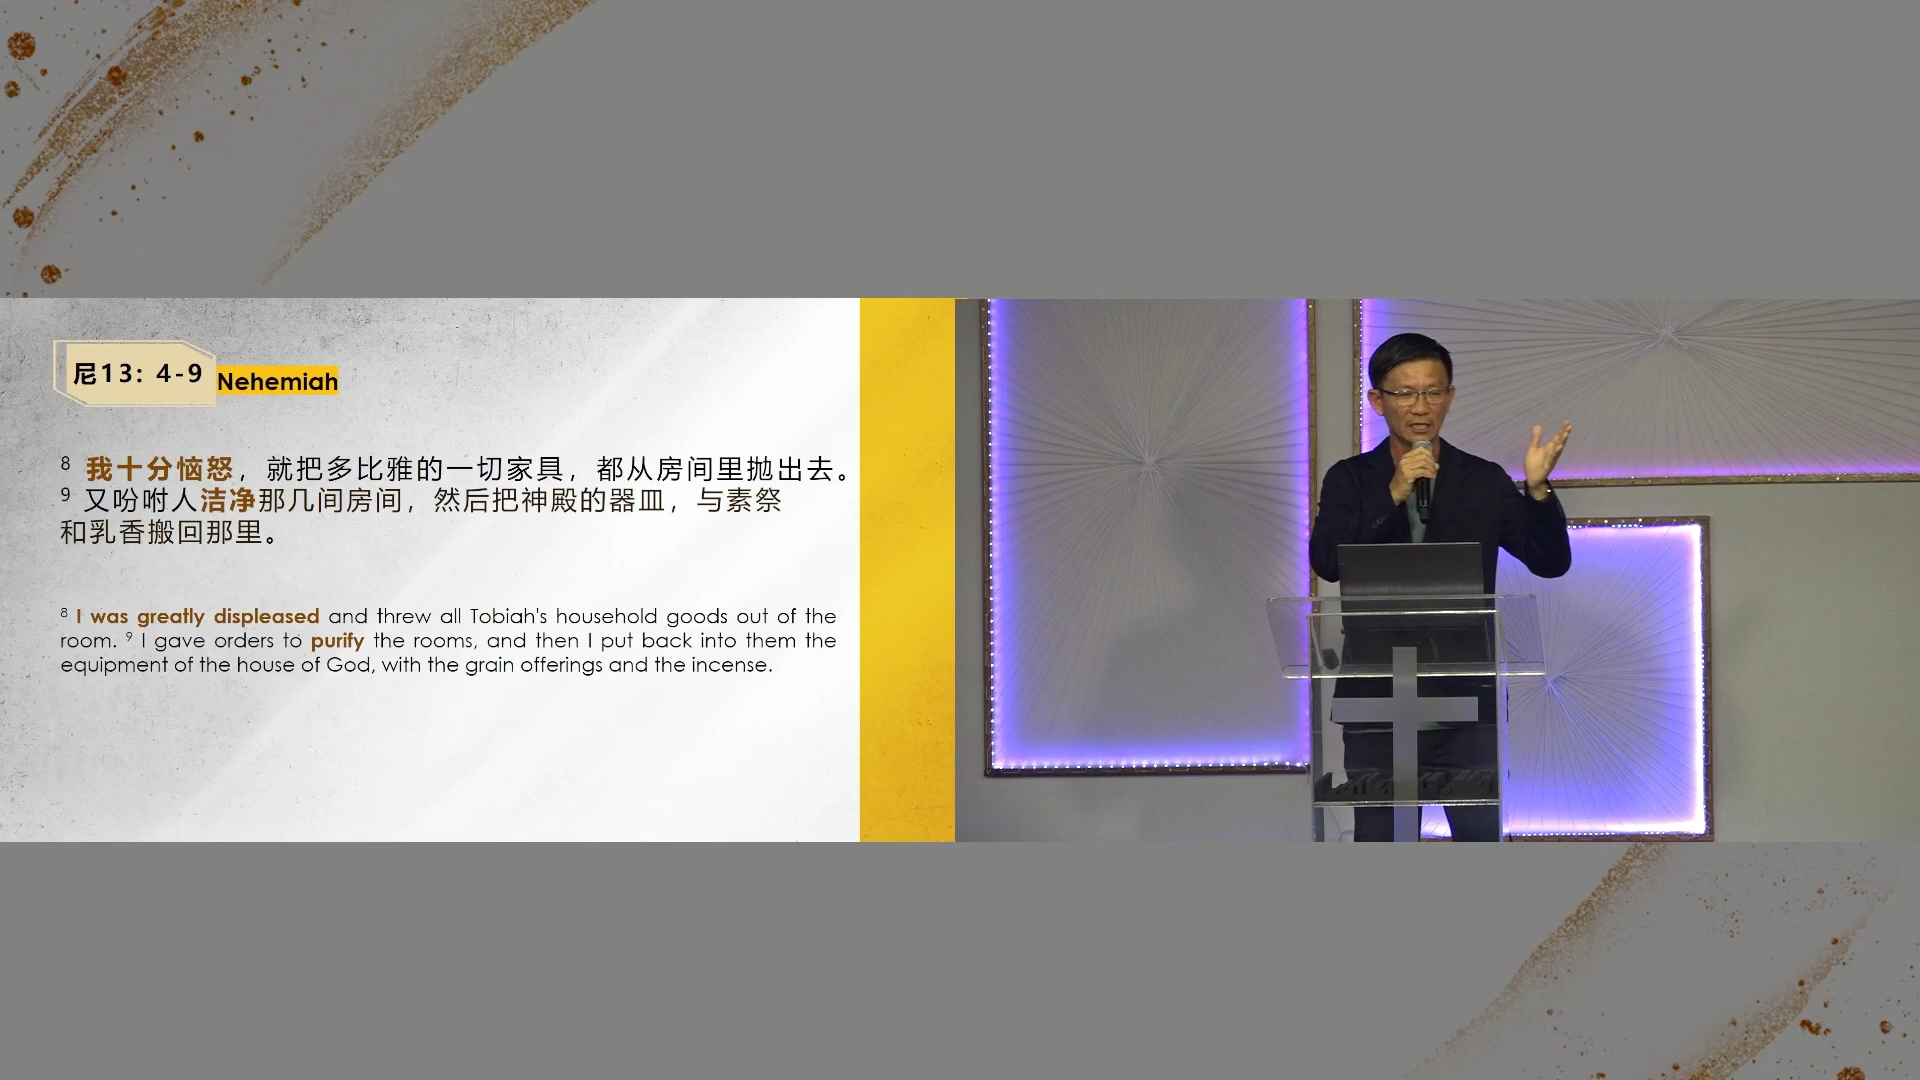 尼13: 4-9
Nehemiah
8 我十分恼怒，就把多比雅的一切家具，都从房间里抛出去。
9 又吩咐人洁净那几间房间，然后把神殿的器皿，与素祭
和乳香搬回那里。
8 I was greatly displeased and threw all Tobiah's household goods out of the
room. 9 I gave orders to purify the rooms, and then I put back into them the
equipment of the house of God, with the grain offerings and the incense.